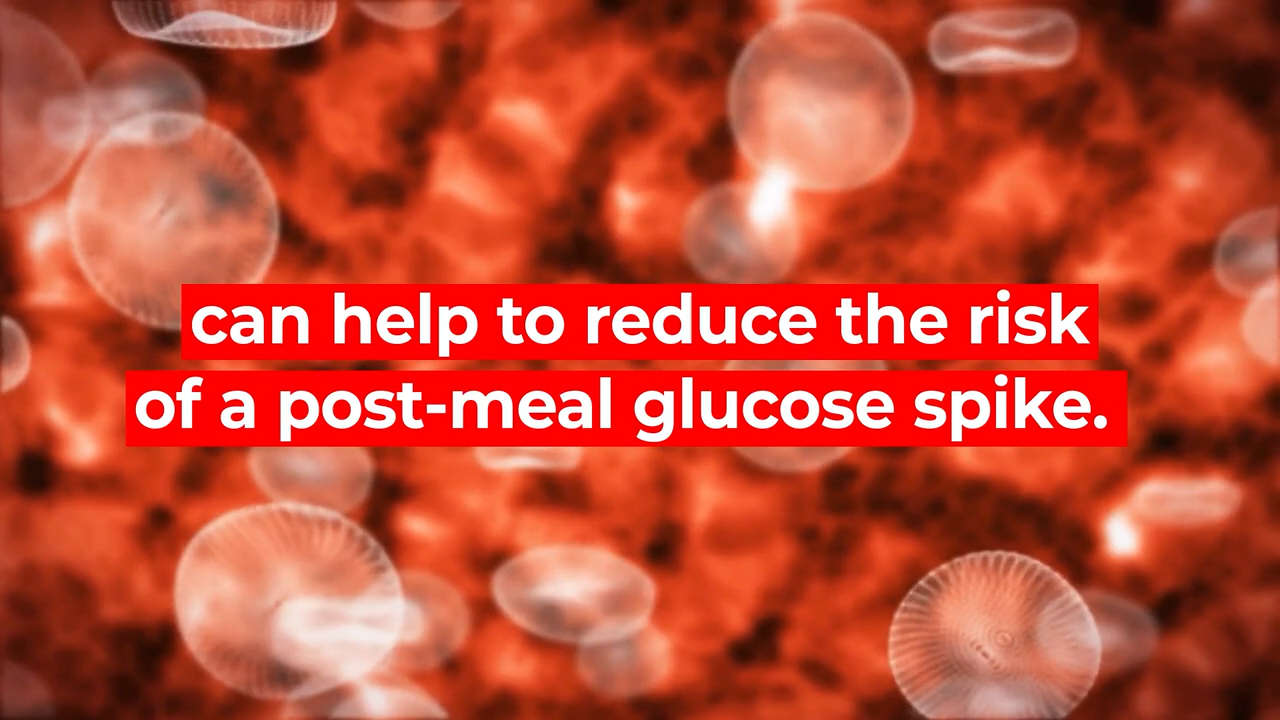 can help to reduce the risk
of a post-meal glucose spike.